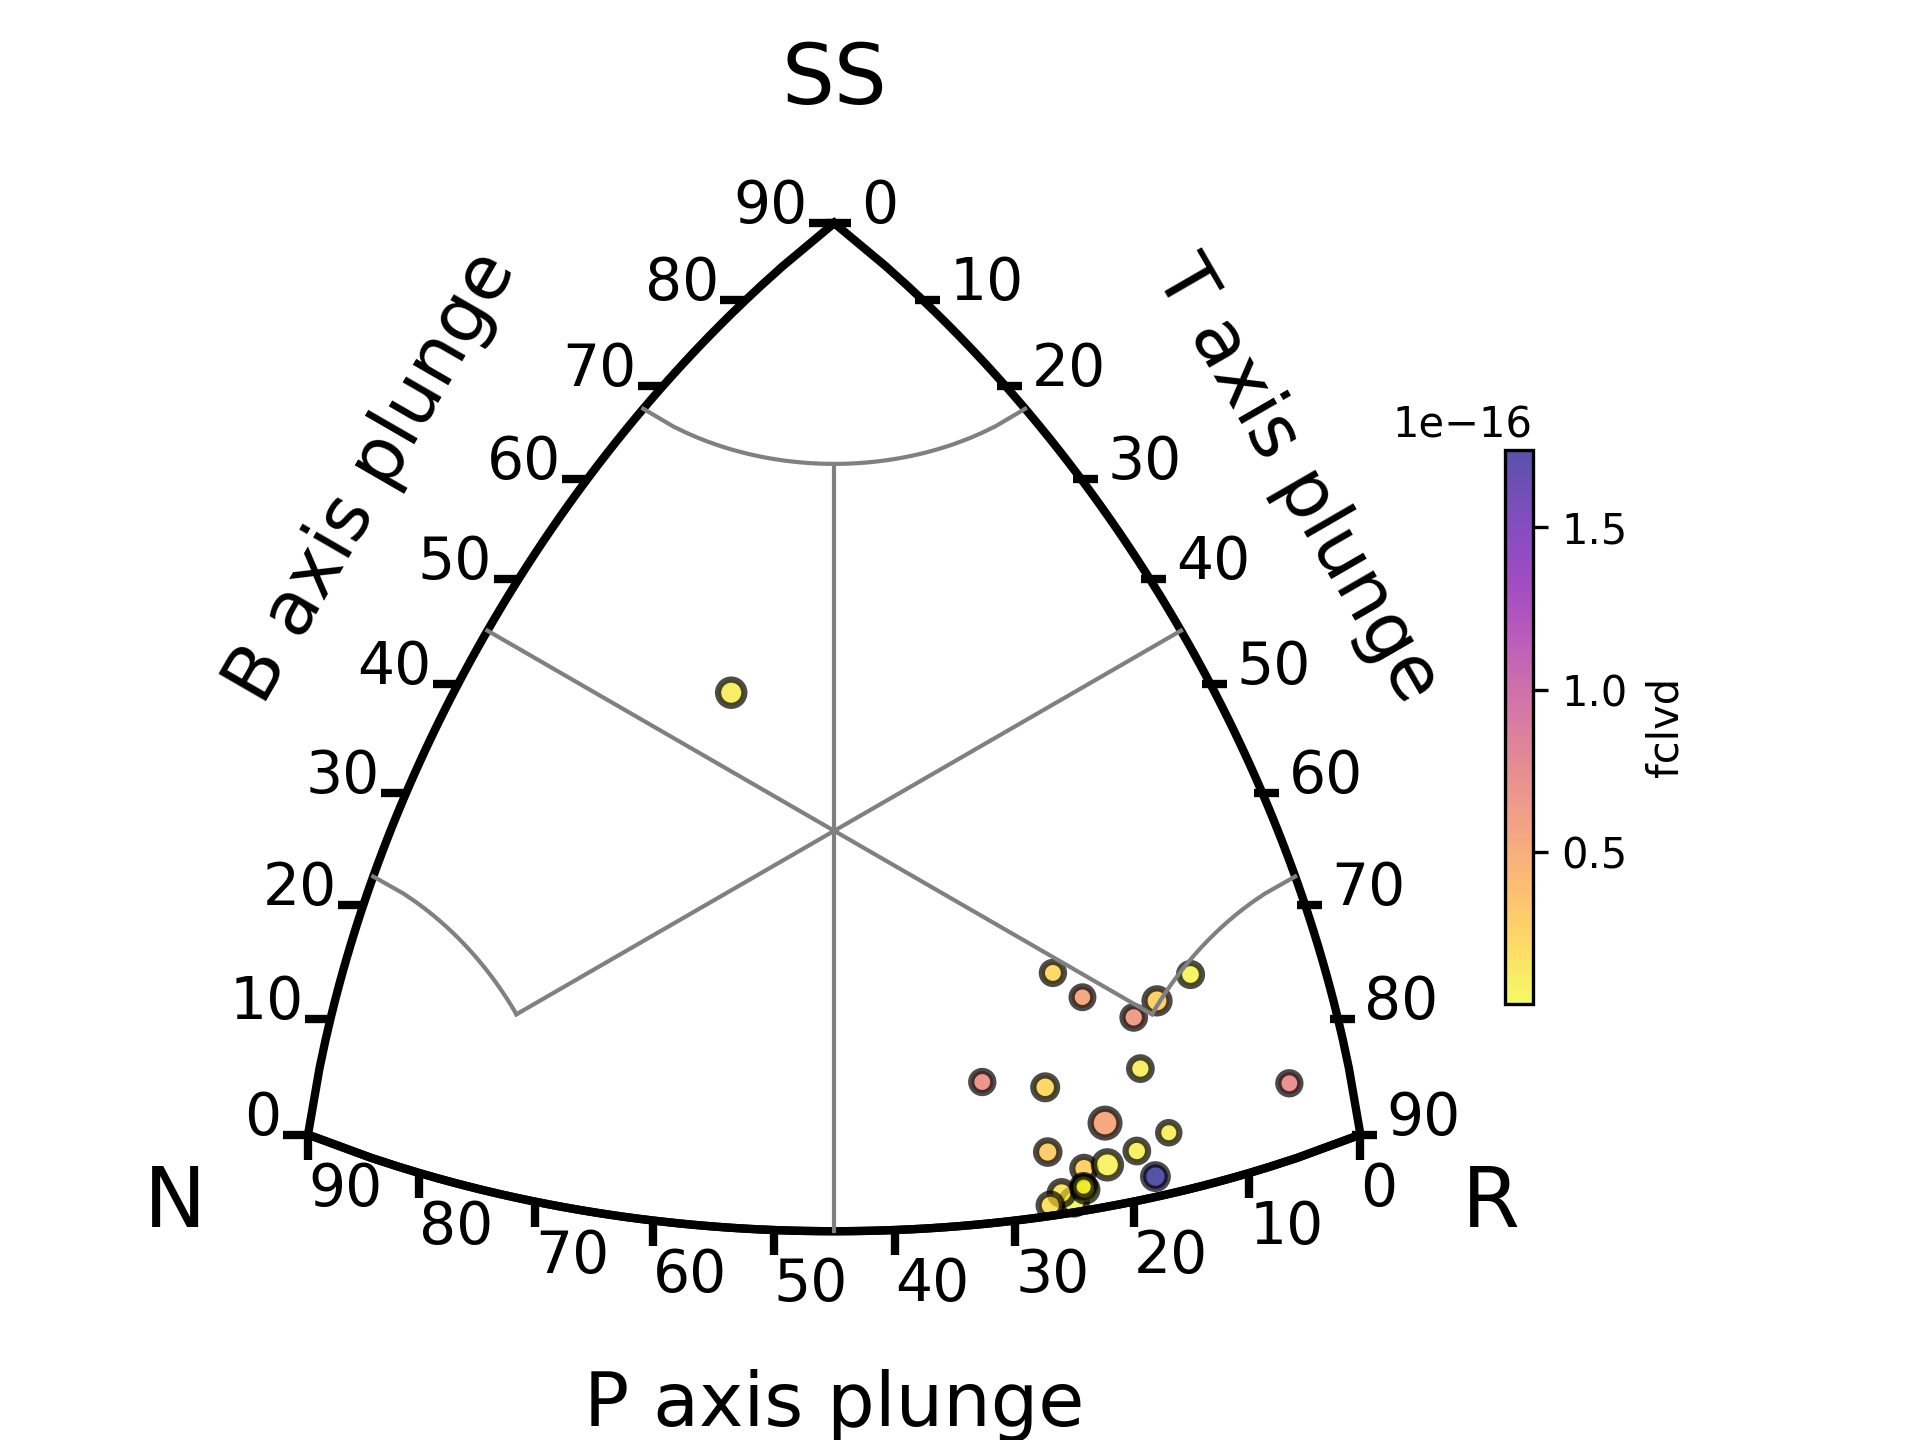 SS
90 0
80 10
B axis plunge
T axis plunge
70 20
60 30
50 40
40 50
30 60
20 70
10 80
0 90
N R
90 80 70 60 50 40 30 20 10 0
P axis plunge
1e−16
1.5
1.0
0.5
fclvd